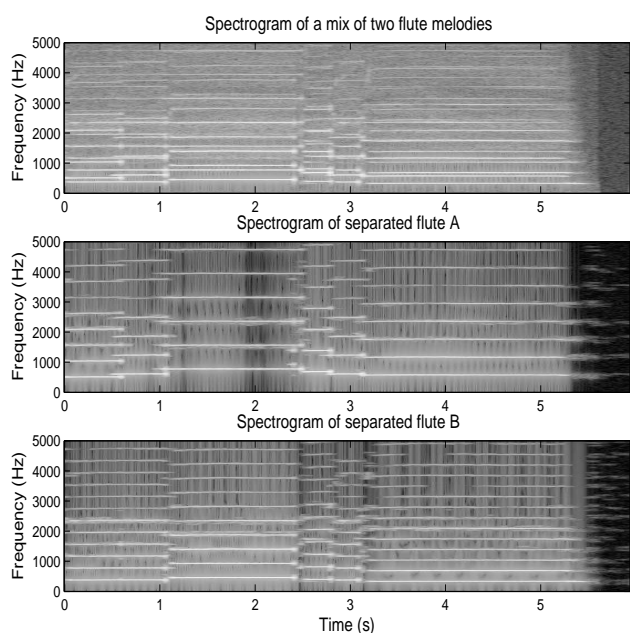 Spectrogram of a mix of two flute melodies
Frequency (Hz)
5000
4000
3000
2000
1000
0
0 1 2 3 4 5
Spectrogram of separated flute A
Frequency (Hz)
5000
4000
3000
2000
1000
0
0 1 2 3 4 5
Spectrogram of separated flute B
Frequency (Hz)
5000
4000
3000
2000
1000
0
0 1 2 3 4 5
Time (s)